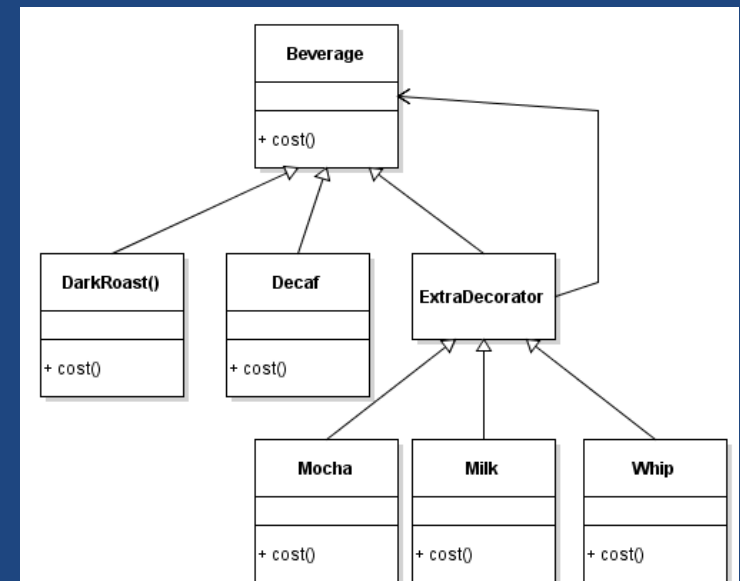 Beverage
+ cost()
DarkRoast()
Decaf
ExtraDecorator
+ cost()
+ cost()
Mocha
Milk
Whip
+ cost()
+ cost()
+ cost()